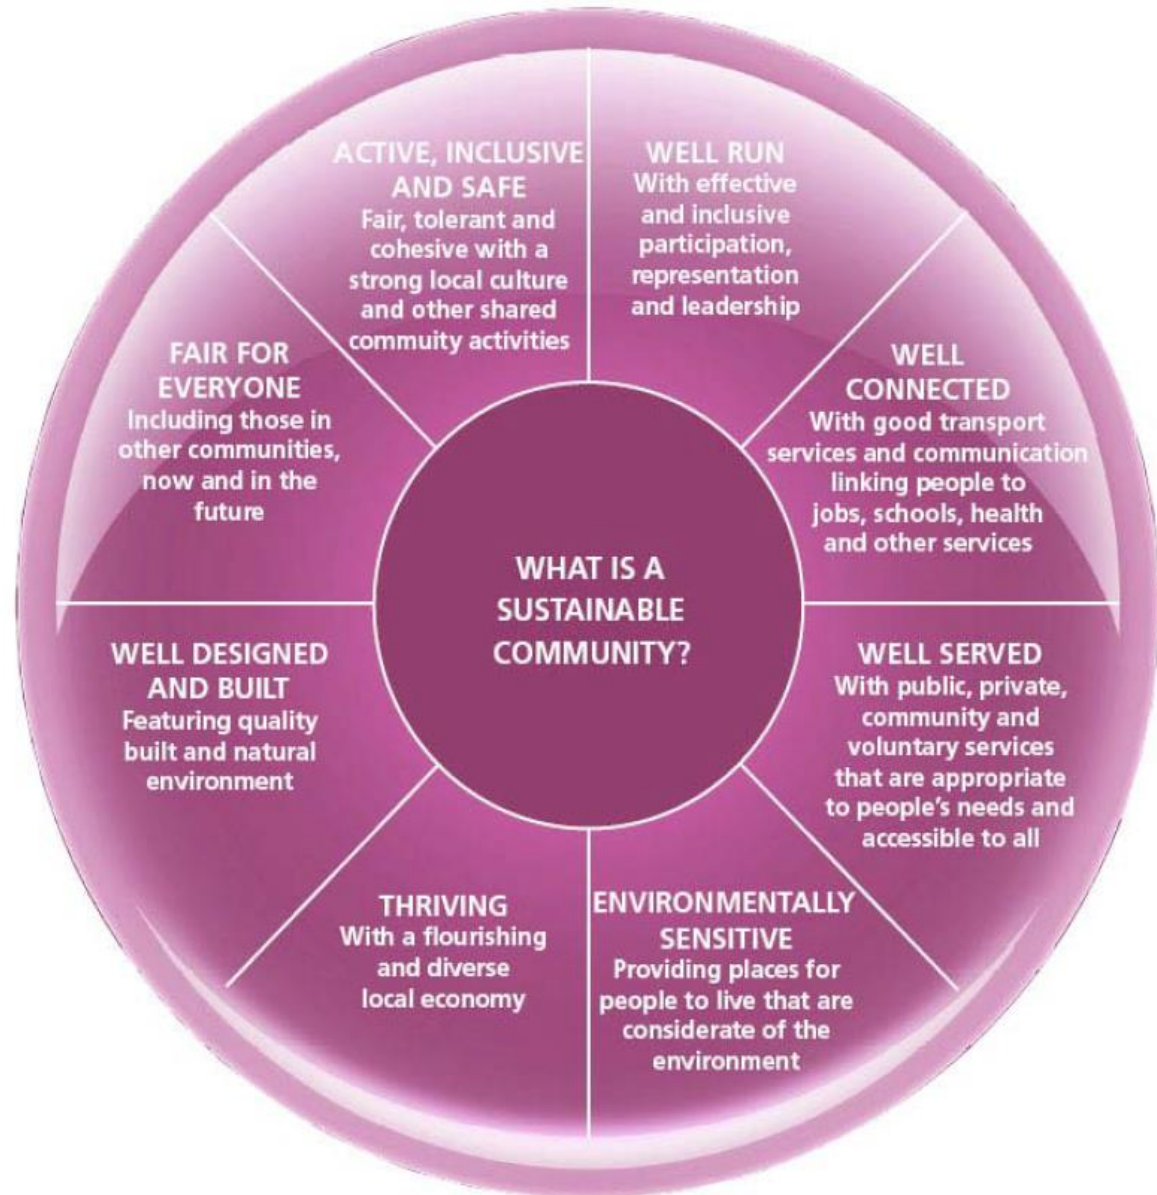 ACTIVE, INCLUSIVE
AND SAFE
Fair, tolerant and
cohesive with a
strong local culture
and other shared
commuity activities
WELL RUN
With effective
and inclusive
participation,
representation
and leadership
WELL
CONNECTED
With good transport
services and communication
linking people to
jobs, schools, health
and other services
WELL SERVED
With public, private,
community and
voluntary services
that are appropriate
to people's needs and
accessible to all
ENVIRONMENTALLY
SENSITIVE
Providing places for
people to live that are
considerate of the
environment
THRIVING
With a flourishing
and diverse
local economy
WELL DESIGNED
AND BUILT
Featuring quality
built and natural
environment
FAIR FOR
EVERYONE
Including those in
other communities,
now and in the
future
WHAT IS A
SUSTAINABLE
COMMUNITY?